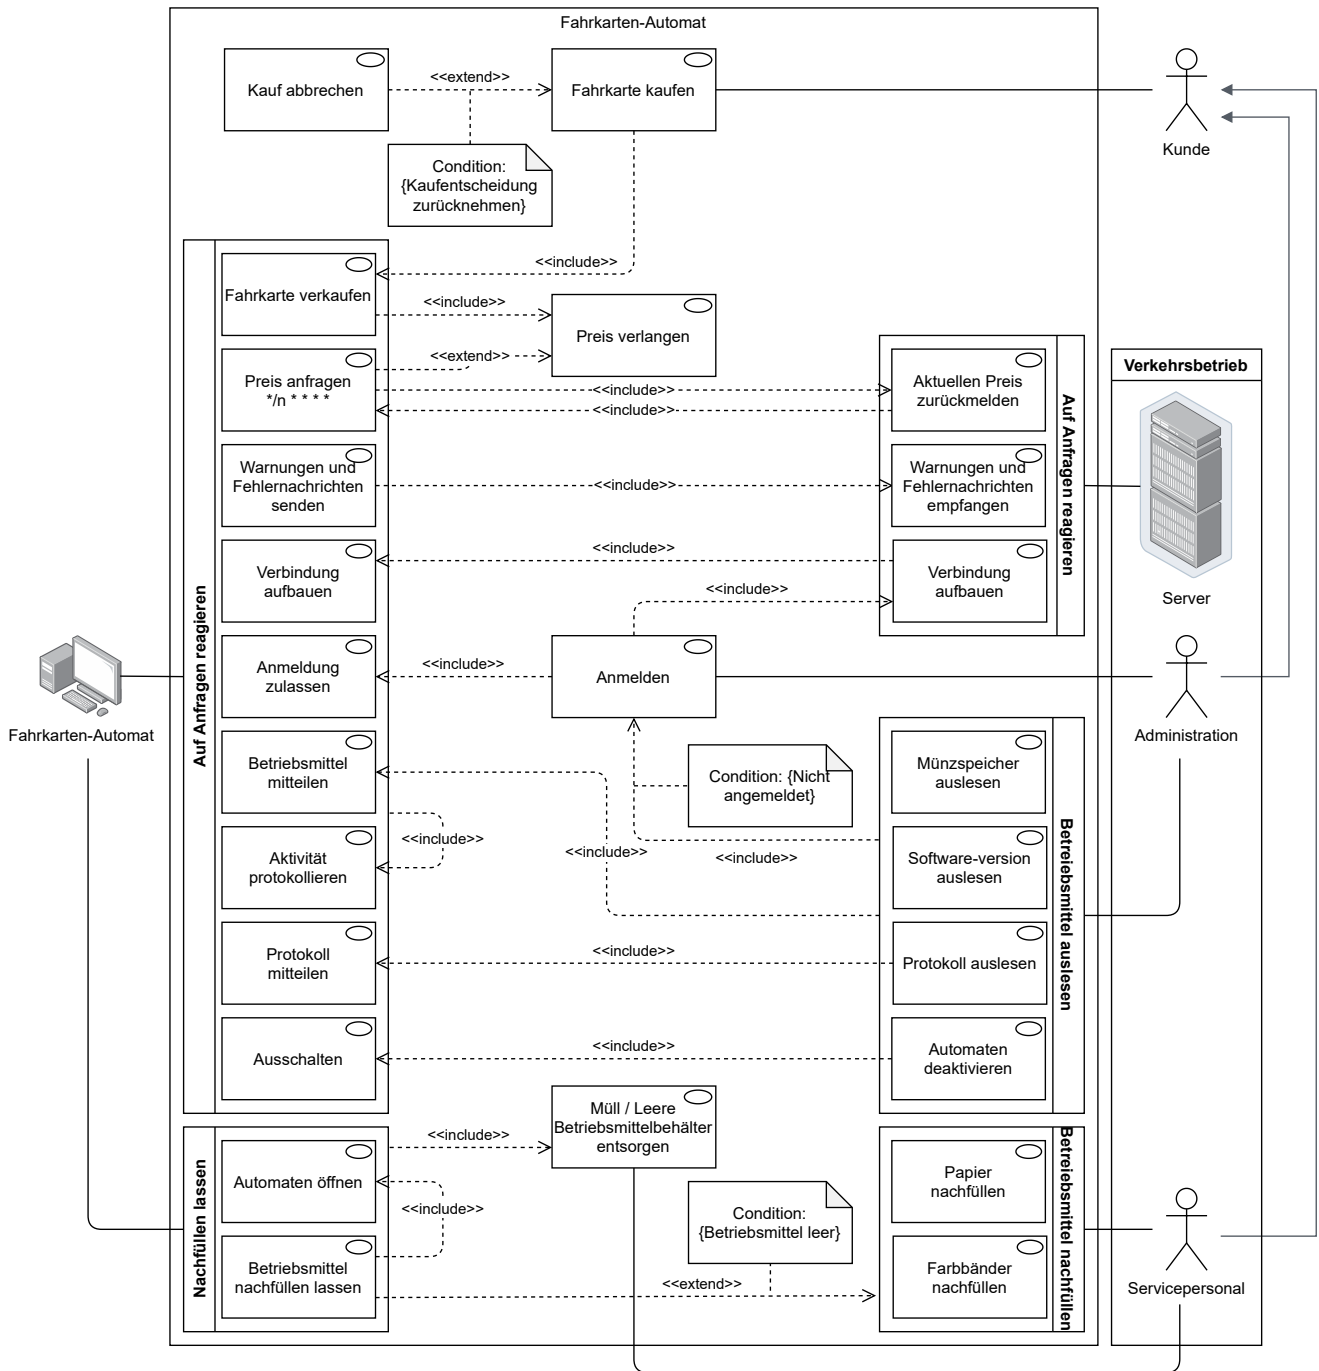 Fahrkarten-Automat
Kauf abbrechen
<<extend>>
Fahrkarte kaufen
Kunde
Condition:
{Kaufentscheidung
zurücknehmen}
<<include>>
Fahrkarte verkaufen
<<include>>
Preis verlangen
<<extend>>
Preis anfragen
*/n * * * *
<<include>>
<<include>>
Aktuellen Preis
zurückmelden
Verkehrsbetrieb
Auf Anfragen reagieren
Warnungen und
Fehlernachrichten
senden
<<include>>
Warnungen und
Fehlernachrichten
empfangen
Verbindung
aufbauen
<<include>>
Verbindung
aufbauen
<<include>>
Server
Auf Anfragen reagieren
Fahrkarten-Automat
Anmeldung
zulassen
<<include>>
Anmelden
Administration
Betriebsmittel
mitteilen
Condition: {Nicht
angemeldet}
Münzspeicher
auslesen
<<include>>
Aktivität
protokollieren
<<include>>
<<include>>
Software-version
auslesen
Betreiebsmittel auslesen
Protokoll
mitteilen
<<include>>
Protokoll auslesen
Ausschalten
<<include>>
Automaten
deaktivieren
Müll / Leere
Betriebsmittelbehälter
entsorgen
<<include>>
Nachfüllen lassen
Automaten öffnen
<<include>>
Condition:
{Betriebsmittel leer}
Papier
nachfüllen
Betreiebsmittel nachfüllen
Betriebsmittel
nachfüllen lassen
<<extend>>
Farbbänder
nachfüllen
Servicepersonal